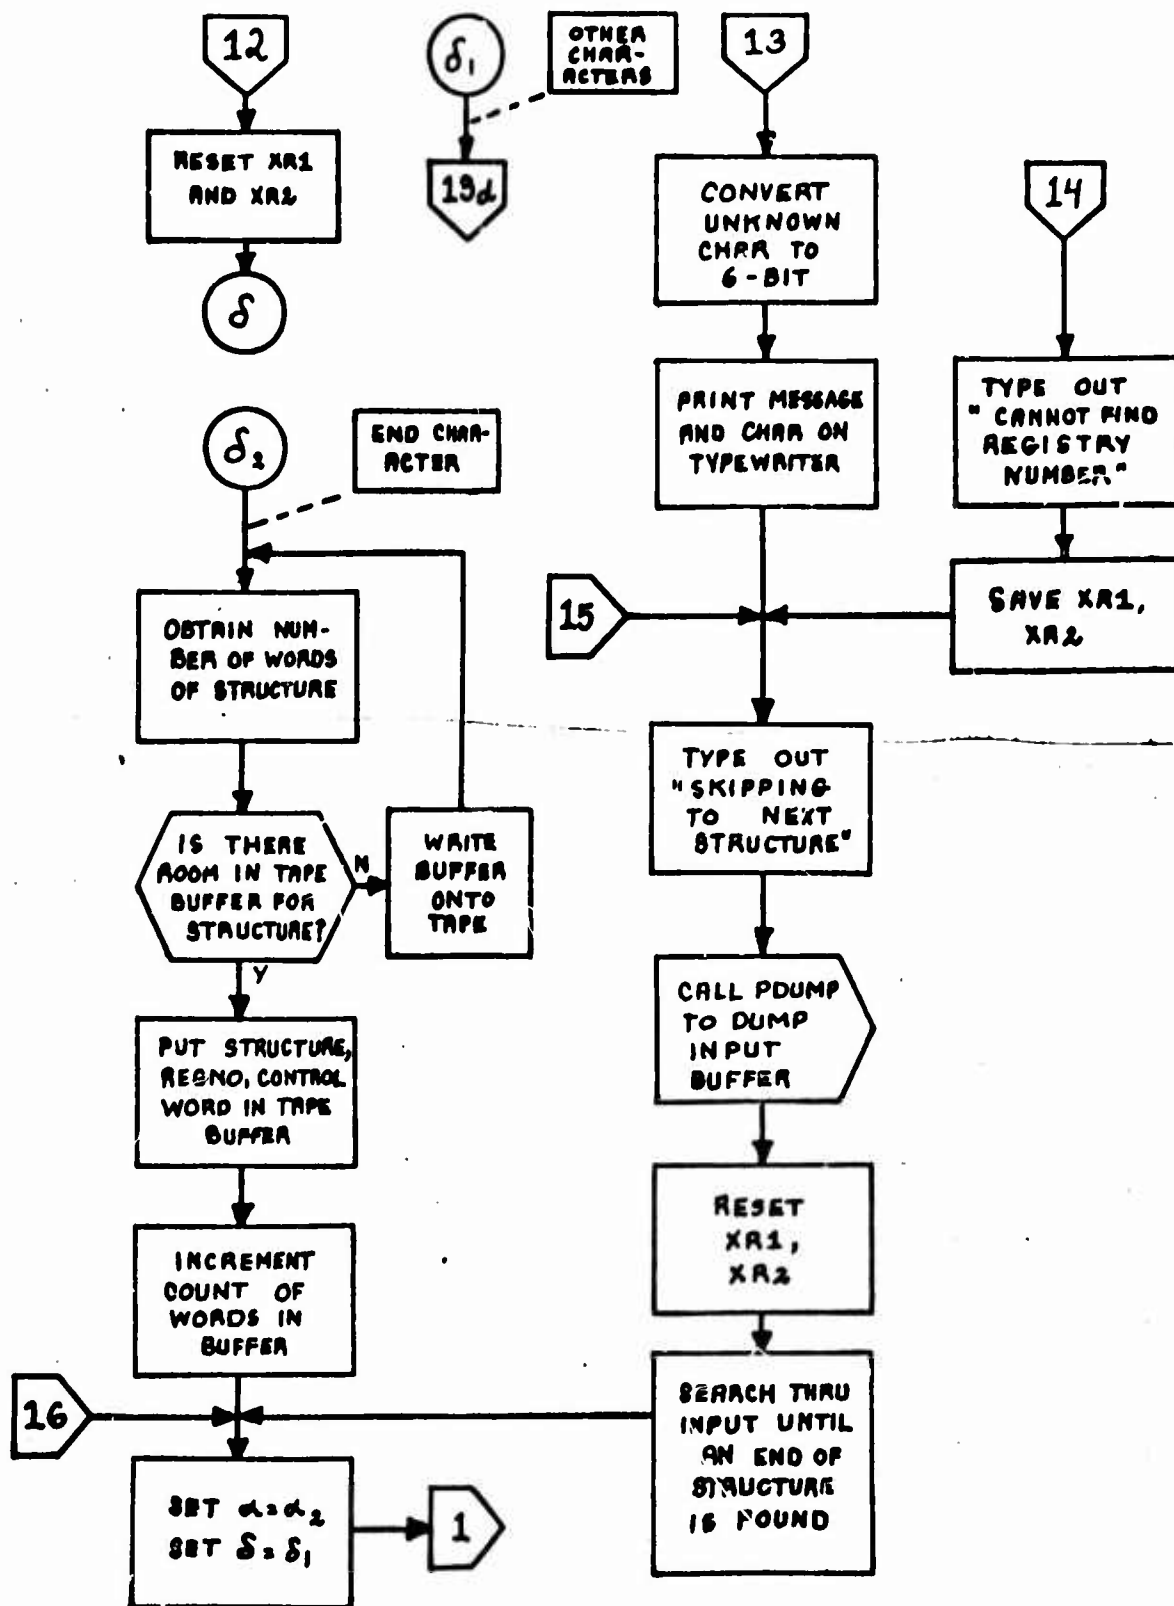 12
RESET XR1
AND XR2
δ
δ₁
OTHER
CHAR-
ACTERS
19α
13
CONVERT
UNKNOWN
CHAR TO
6-BIT
PRINT MESSAGE
AND CHAR ON
TYPEWRITER
14
TYPE OUT
"CANNOT FIND
REGISTRY
NUMBER"
SAVE XR1,
XR2
15
TYPE OUT
"SKIPPING
TO NEXT
STRUCTURE"
CALL PDUMP
TO DUMP
INPUT
BUFFER
RESET
XR1,
XR2
SEARCH THRU
INPUT UNTIL
AN END OF
STRUCTURE
IS FOUND
δ₂
END CHAR-
ACTER
OBTAIN NUM-
BER OF WORDS
OF STRUCTURE
IS THERE
ROOM IN TAPE
BUFFER FOR
STRUCTURE?
N
WRITE
BUFFER
ONTO
TAPE
Y
PUT STRUCTURE,
REGNO, CONTROL
WORD IN TAPE
BUFFER
INCREMENT
COUNT OF
WORDS IN
BUFFER
16
SET α=α₂
SET δ=δ₁
1